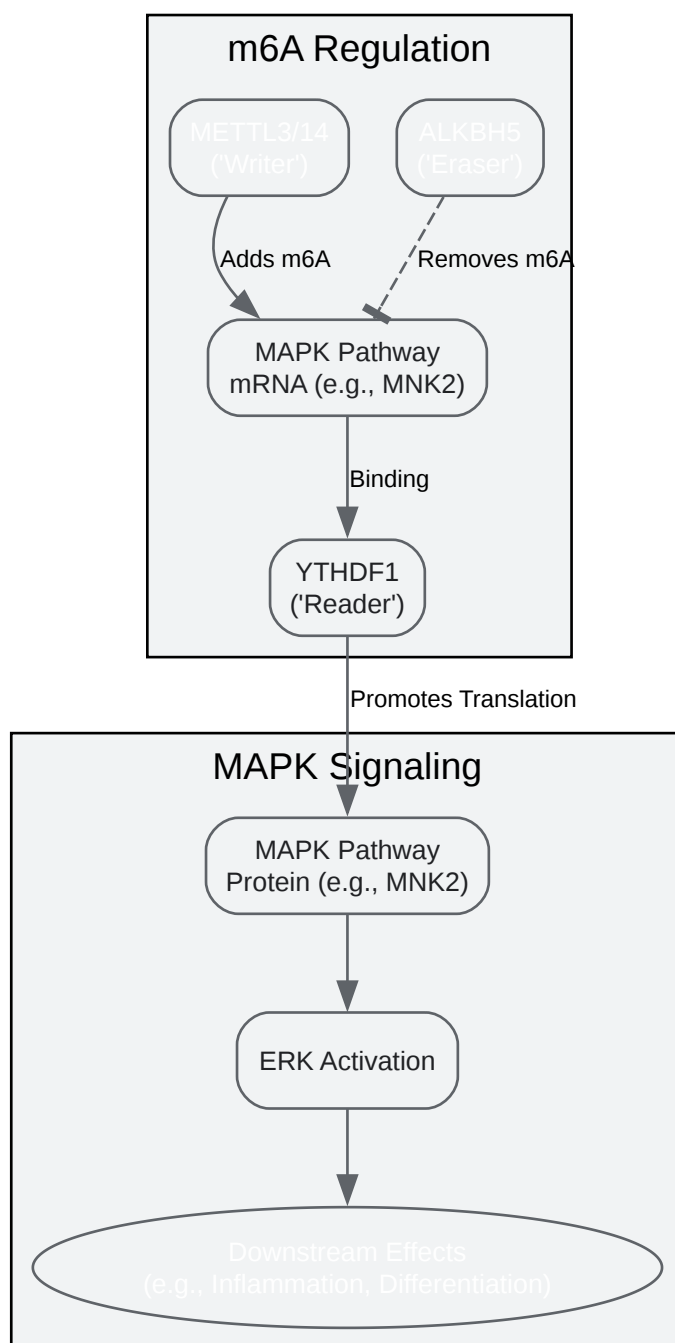 m6A Regulation
METTL3/14
('Writer')
ALKBH5
('Eraser')
Adds m6A
Removes m6A
MAPK Pathway
mRNA (e.g., MNK2)
Binding
YTHDF1
('Reader')
Promotes Translation
MAPK Signaling
MAPK Pathway
Protein (e.g., MNK2)
ERK Activation
Downstream Effects
(e.g., Inflammation, Differentiation)